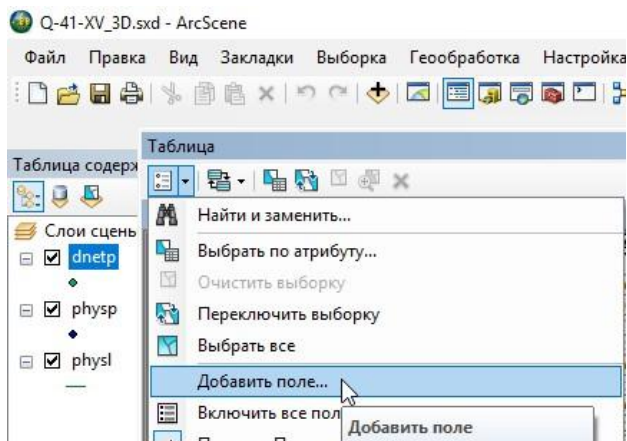 Q-41-XV_3D.sxd - ArcScene
Файл Правка Вид Закладки Выборка Геообработка Настройка
Таблица
Таблица содерж
Слои сцены
dnetp
physp
physl
Найти и заменить...
Выбрать по атрибуту...
Очистить выборку
Переключить выборку
Выбрать все
Добавить поле...
Включить все пол
Добавить поле